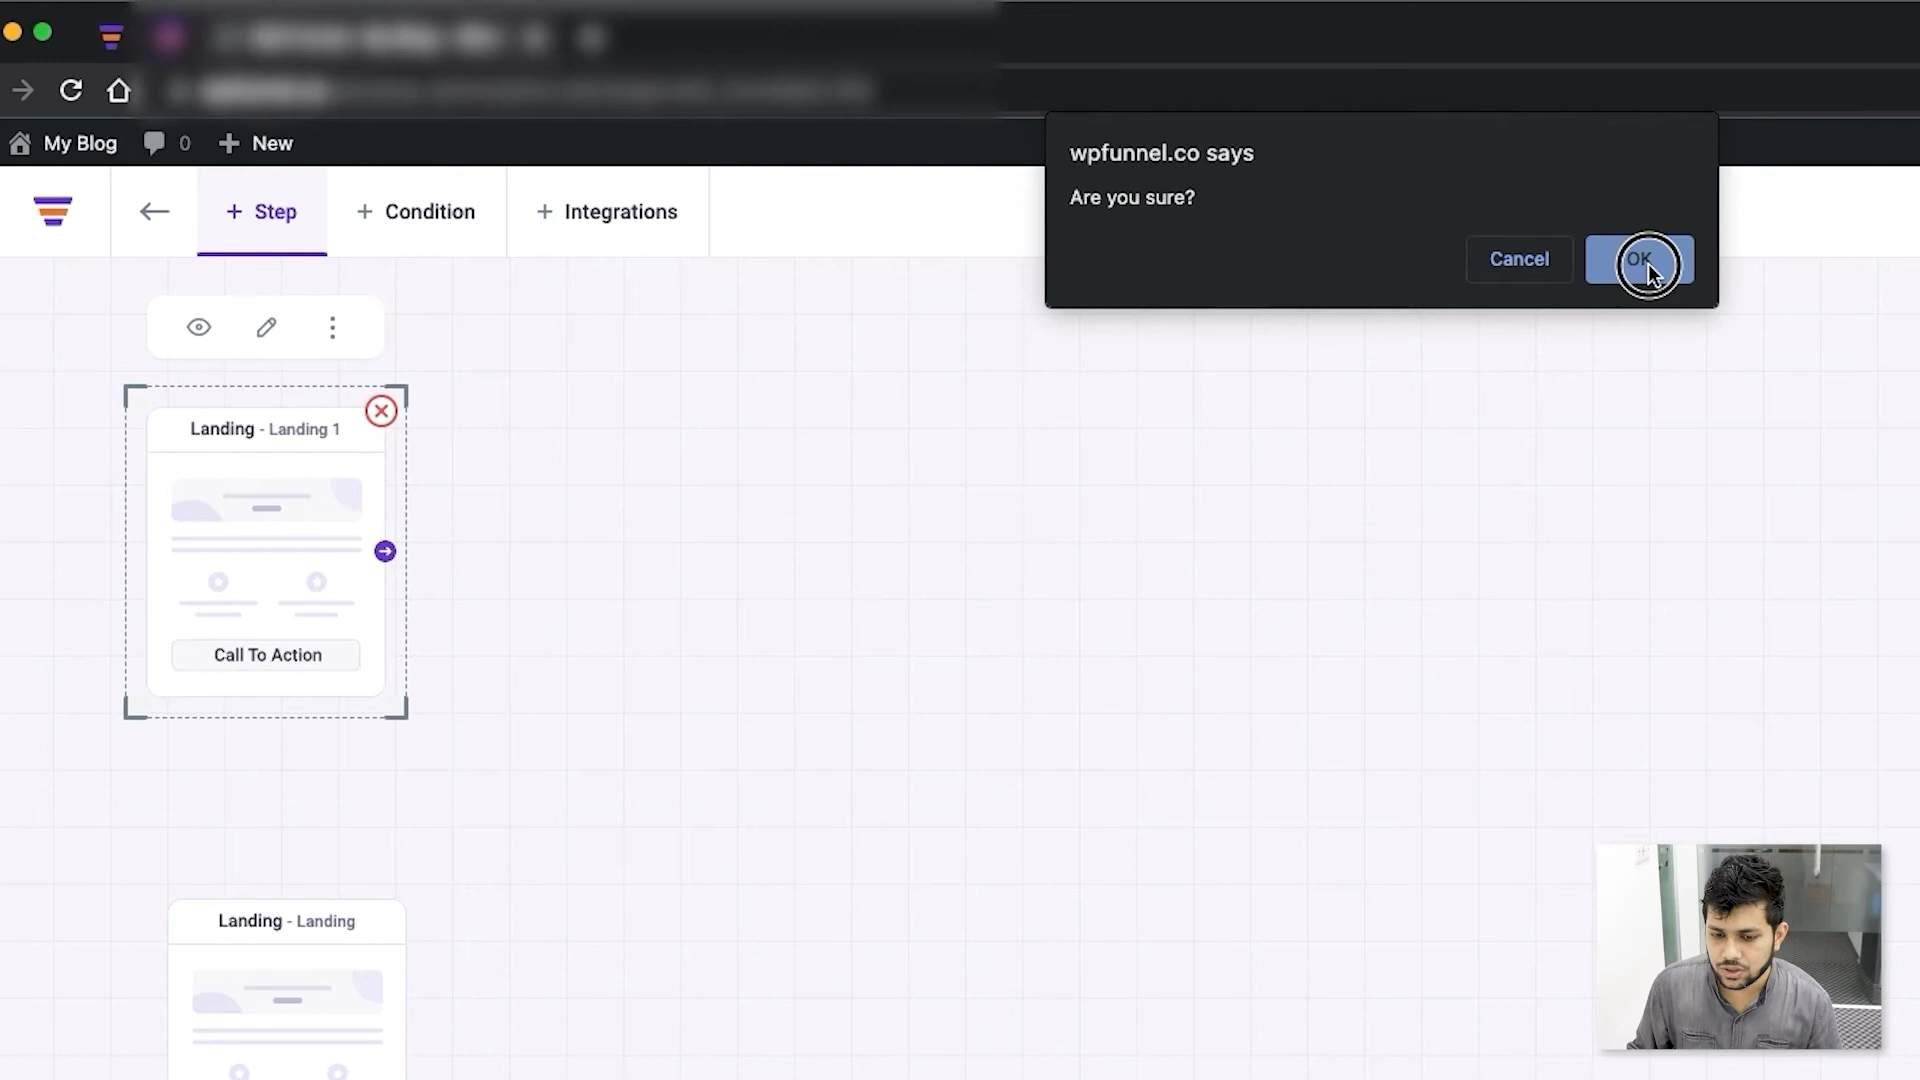 My Blog 0 New
wpfunnel.co says
Are you sure?
Cancel OK
Step Condition Integrations
Landing - Landing 1
Call To Action
Landing - Landing